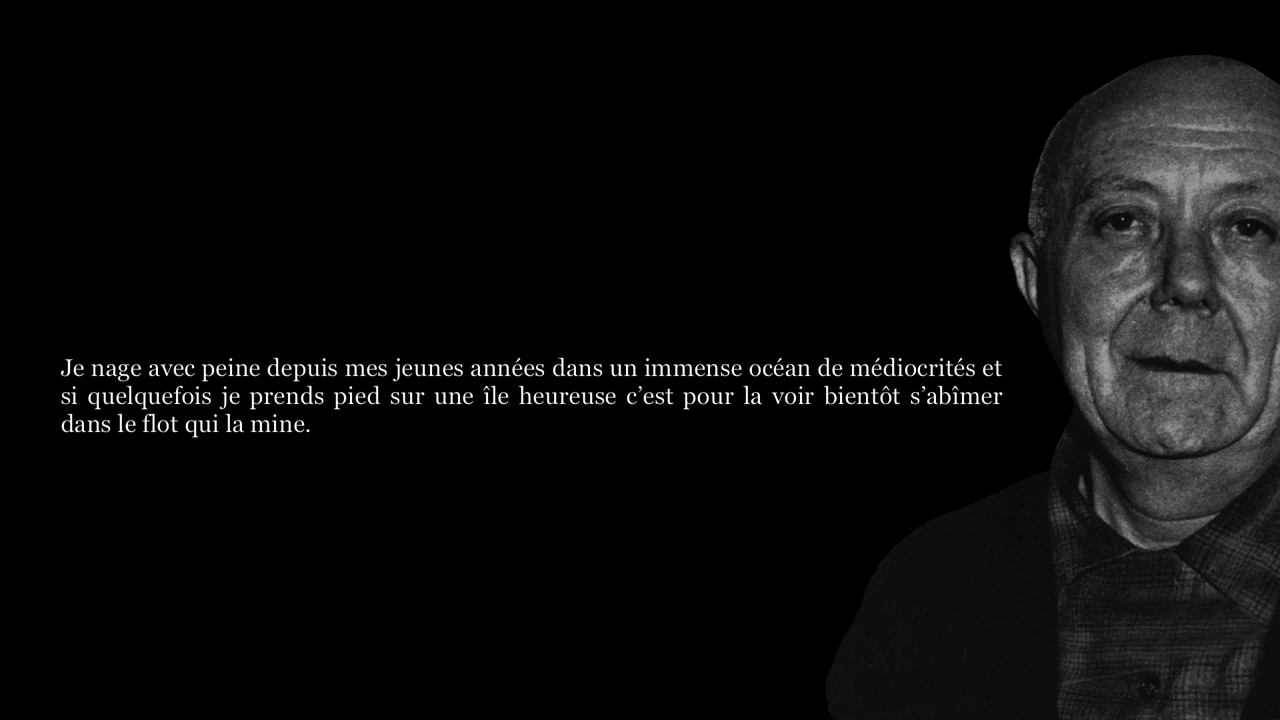 Je nage avec peine depuis mes jeunes années dans un immense océan de médiocrités et
si quelquefois je prends pied sur une île heureuse c’est pour la voir bientôt s’abîmer
dans le flot qui la mine.